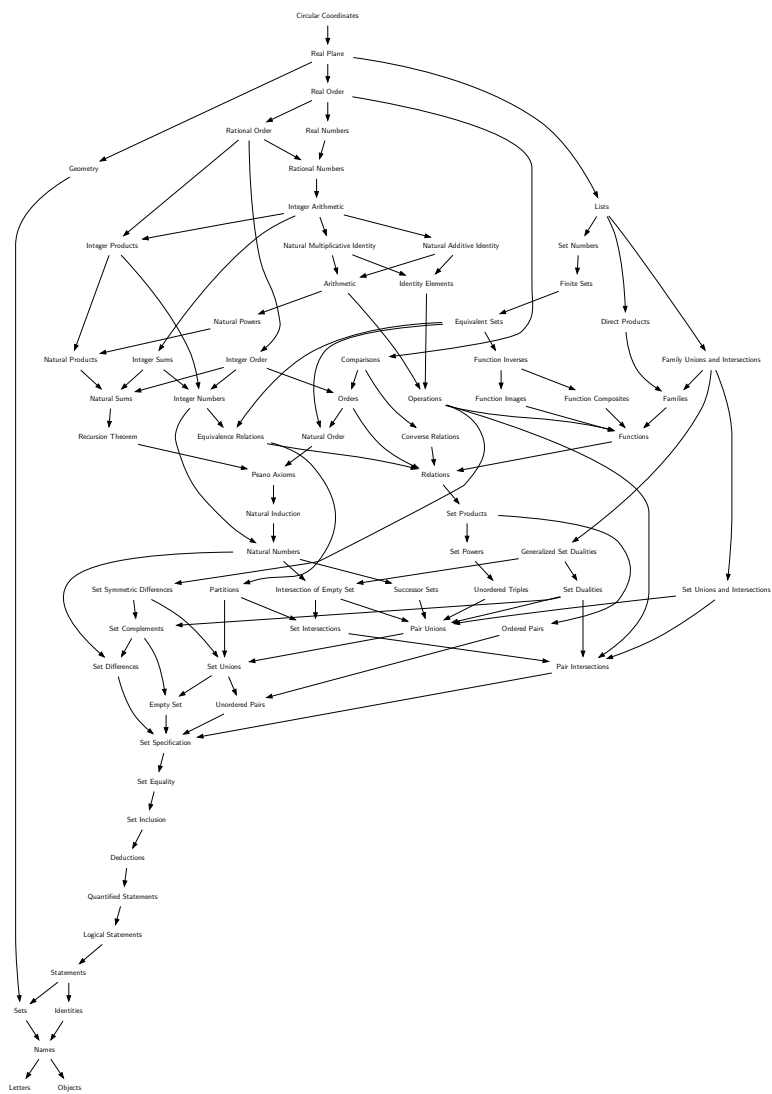 Circular Coordinates
Real Plane
Real Order
Rational Order
Real Numbers
Geometry
Rational Numbers
Integer Arithmetic
Lists
Integer Products
Natural Multiplicative Identity
Natural Additive Identity
Set Numbers
Arithmetic
Identity Elements
Finite Sets
Natural Powers
Equivalent Sets
Direct Products
Natural Products
Integer Sums
Integer Order
Comparisons
Function Inverses
Family Unions and Intersections
Natural Sums
Integer Numbers
Orders
Operations
Function Images
Function Composites
Families
Recursion Theorem
Equivalence Relations
Natural Order
Converse Relations
Functions
Peano Axioms
Relations
Natural Induction
Set Products
Natural Numbers
Set Powers
Generalized Set Dualities
Set Symmetric Differences
Partitions
Intersection of Empty Set
Successor Sets
Unordered Triples
Set Dualities
Set Unions and Intersections
Set Complements
Set Intersections
Pair Unions
Ordered Pairs
Set Differences
Set Unions
Pair Intersections
Empty Set
Unordered Pairs
Set Specification
Set Equality
Set Inclusion
Deductions
Quantified Statements
Logical Statements
Statements
Sets
Identities
Names
Letters
Objects